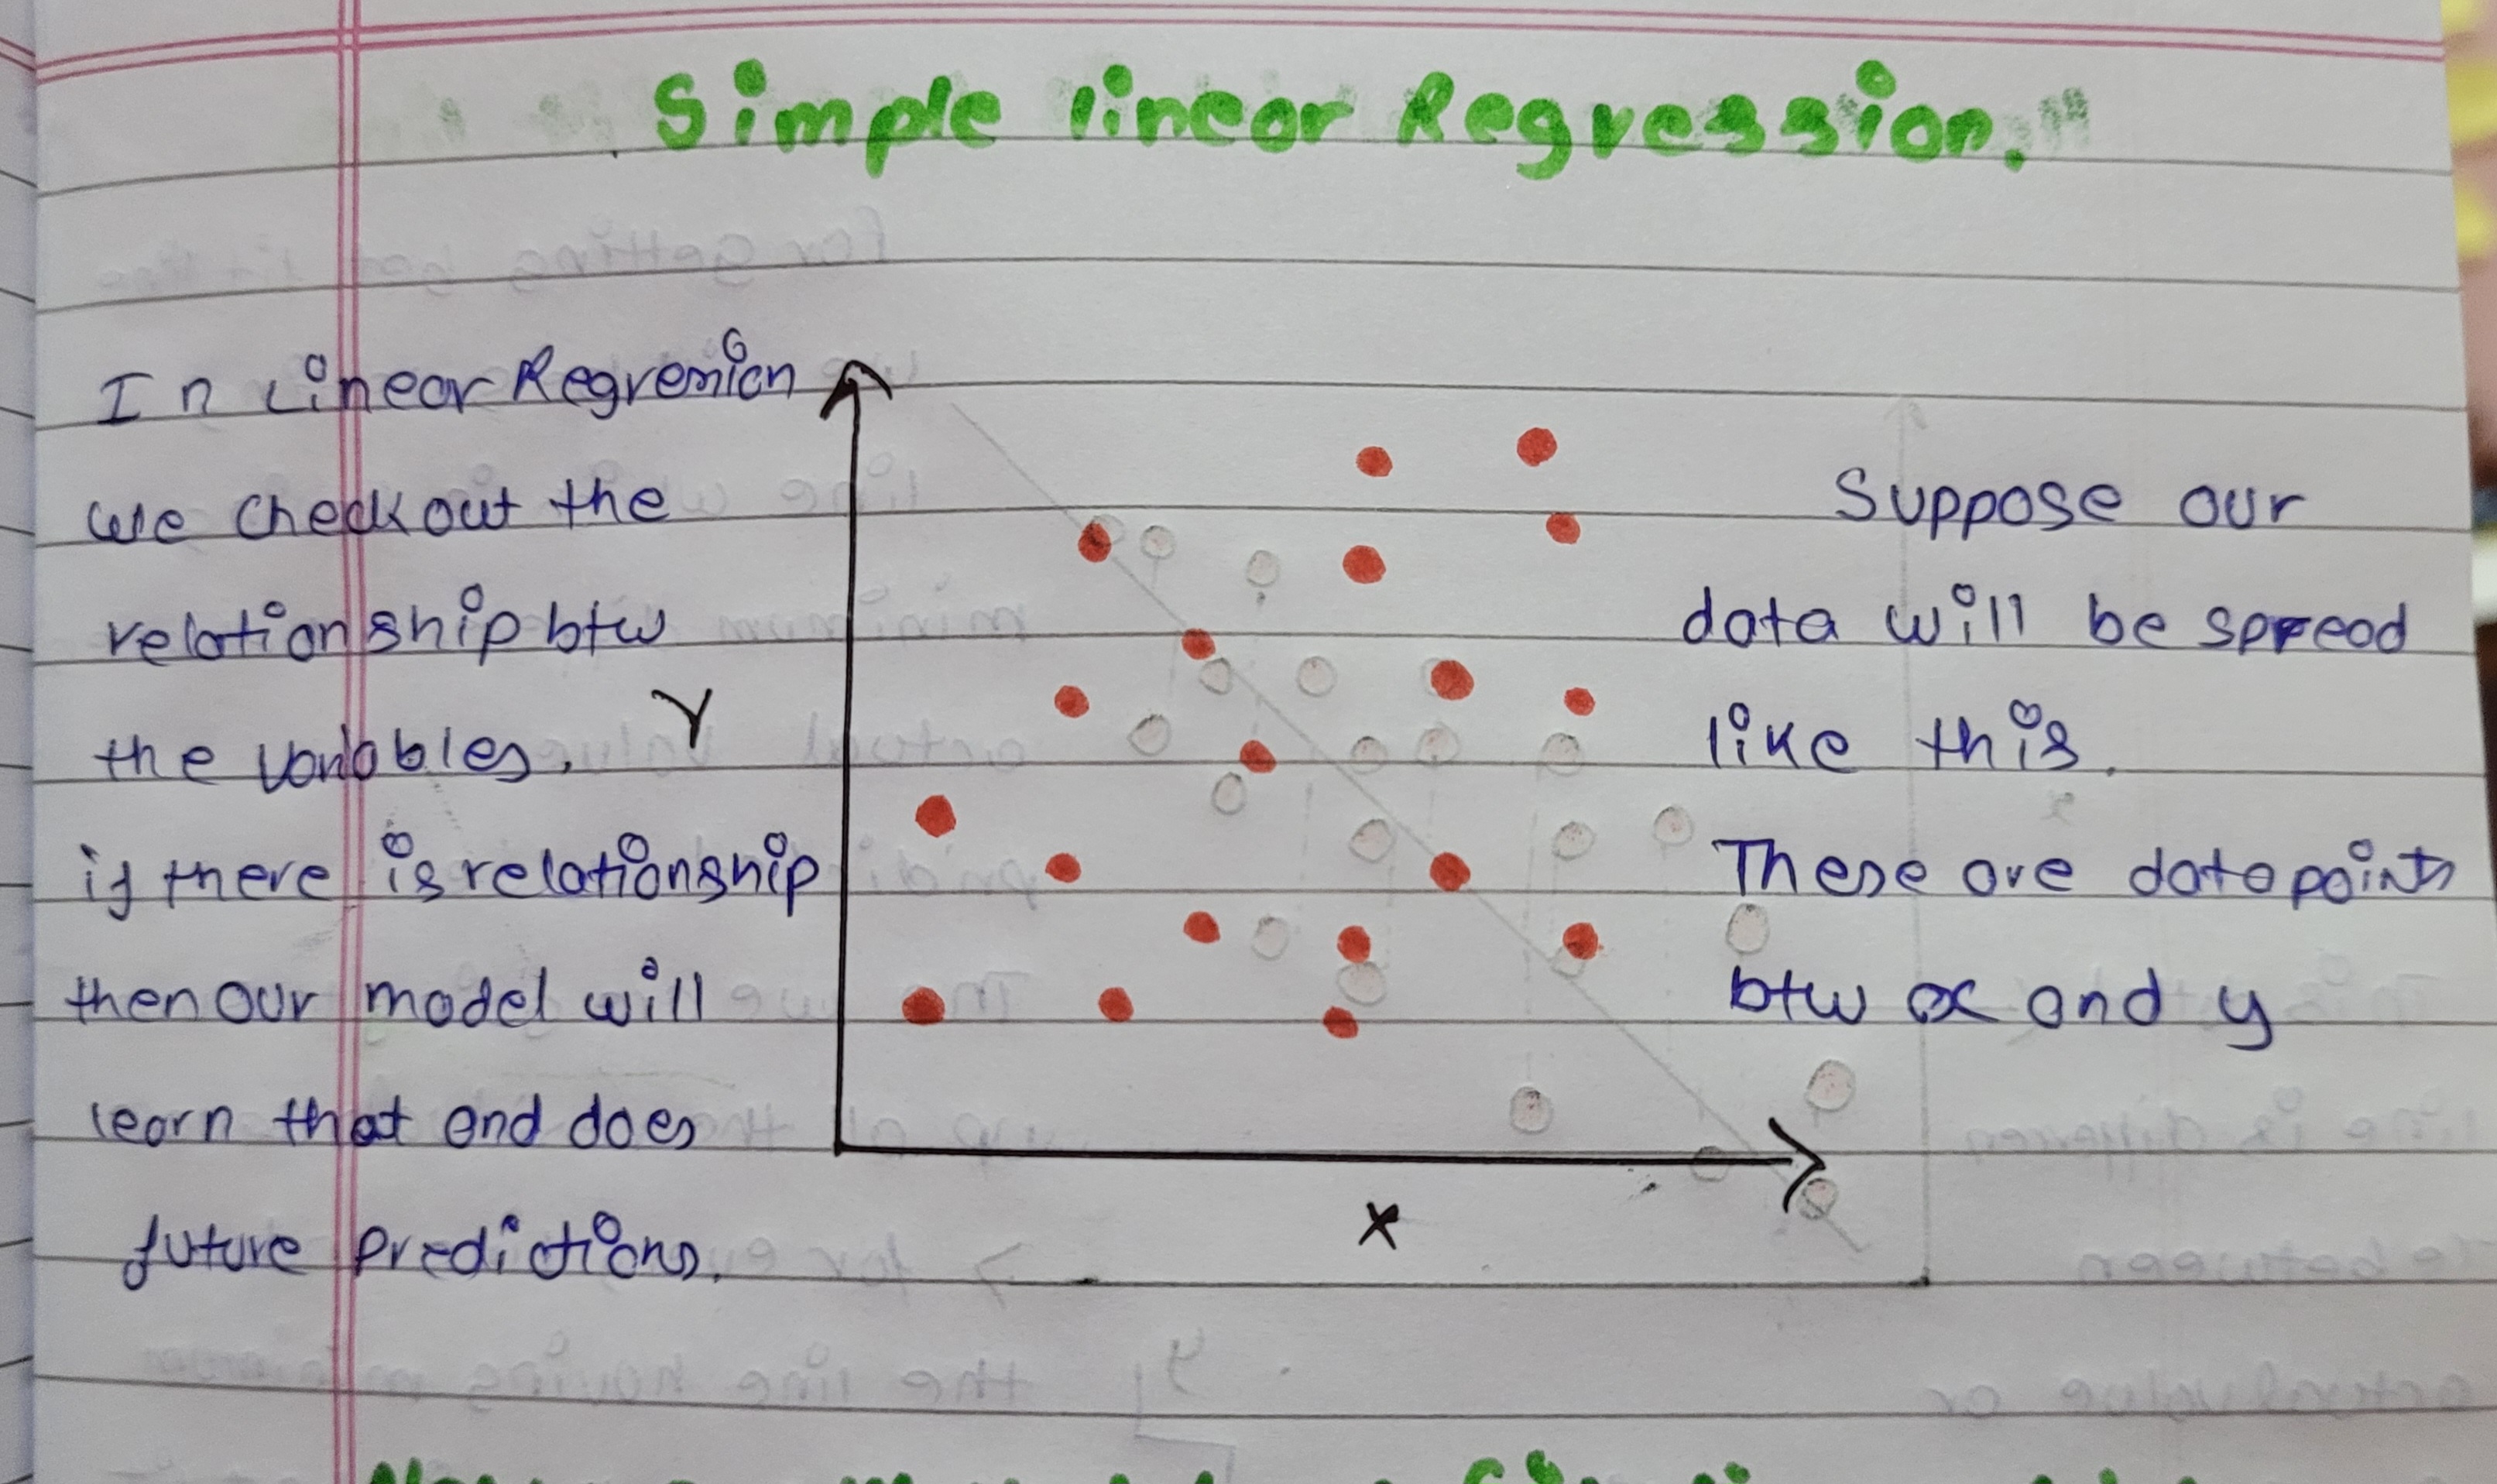 Simple linear Regression.
In Linear Regression
we check out the
relationship btw
the variables.
if there is relationship
then our model will
learn that and does
future predictions.
Y
X
Suppose our
data will be spread
like this.
These are datapoints
btw x and y